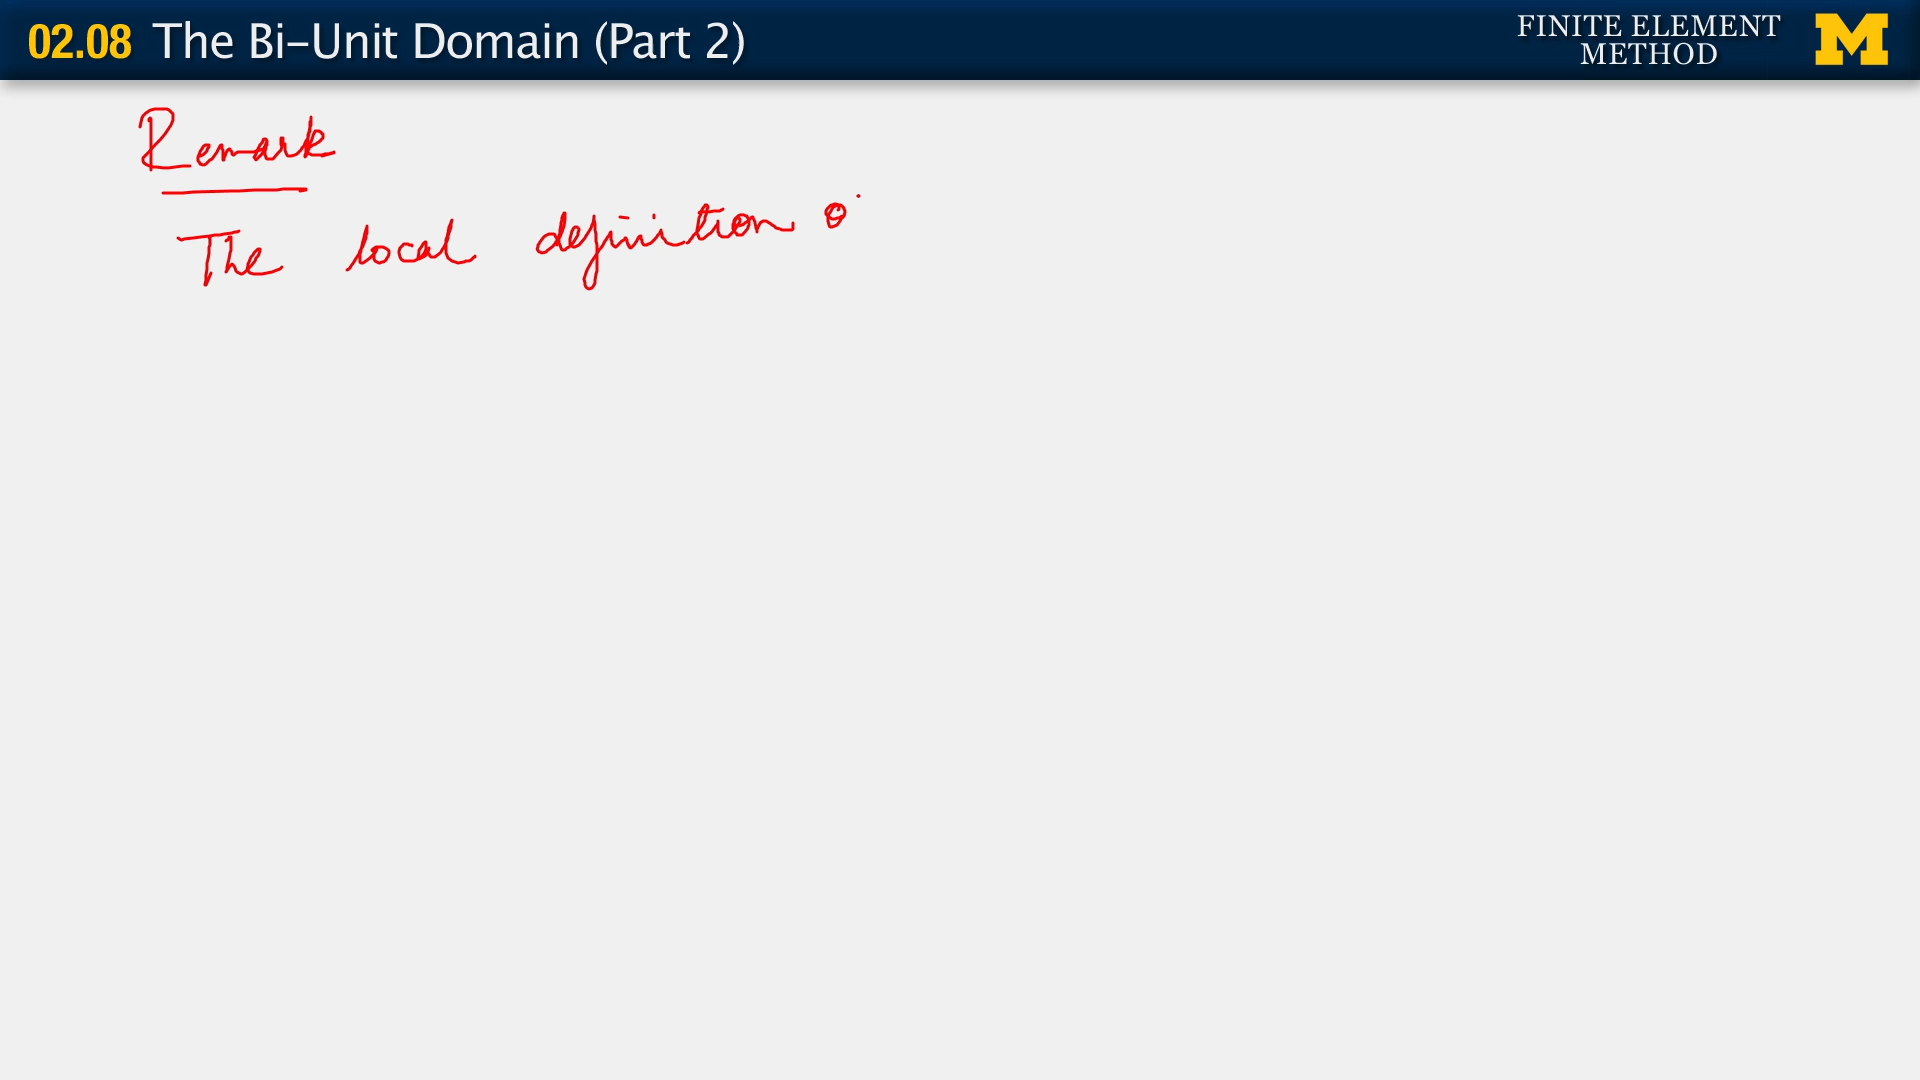 02.08 The Bi-Unit Domain (Part 2)
FINITE ELEMENT
METHOD
M
Remark
The local definition o